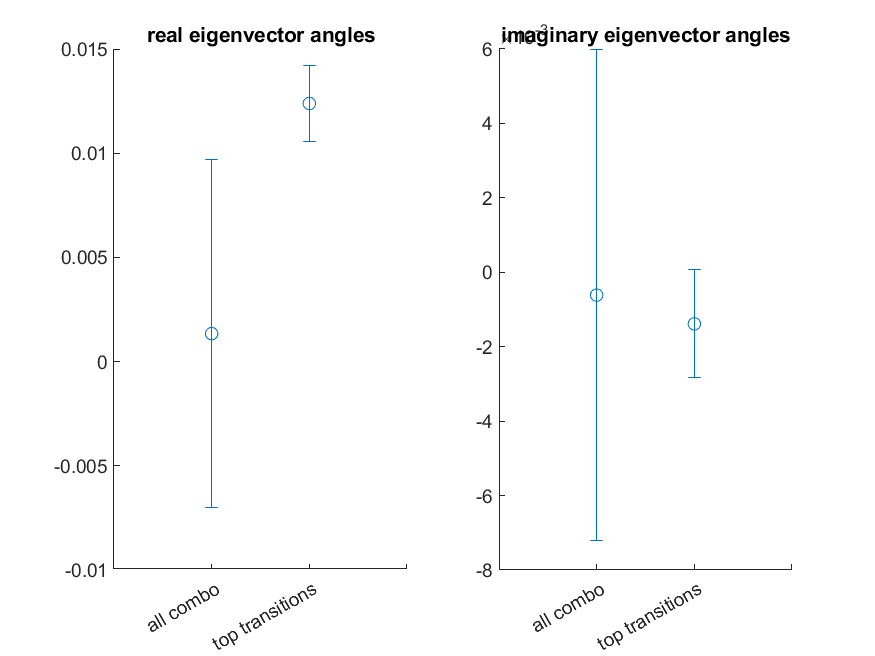 real eigenvector angles
0.015
0.01
0.005
0
-0.005
-0.01
all combo
top transitions
imaginary eigenvector angles
6
4
2
0
-2
-4
-6
-8
all combo
top transitions